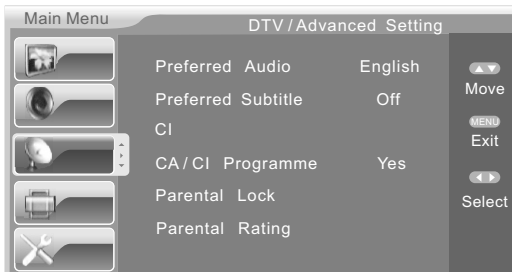 Main Menu
DTV / Advanced Setting
Preferred Audio English
Preferred Subtitle Off
CI
CA / CI Programme Yes
Parental Lock
Parental Rating
Move
MENU
Exit
Select